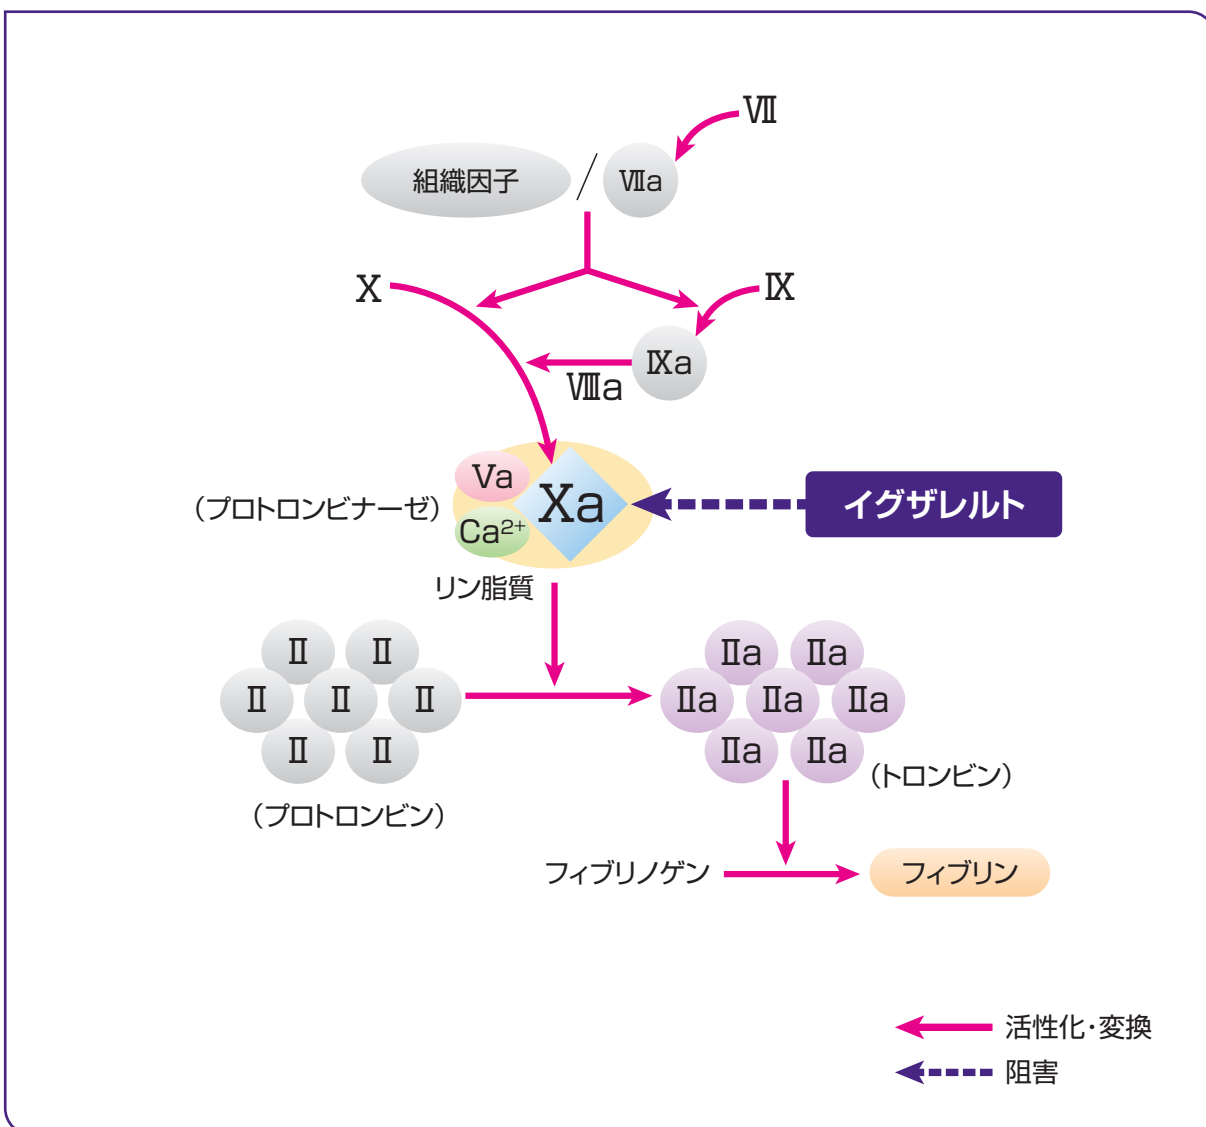 Ⅶ
組織因子
/
Ⅶa
Ⅹ
Ⅸ
Ⅸa
Ⅷa
Va
Ca²⁺
Ⅹa
(プロトロンビナーゼ)
リン脂質
イグザレルト
Ⅱ Ⅱ
Ⅱ Ⅱ Ⅱ
Ⅱ Ⅱ
(プロトロンビン)
Ⅱa Ⅱa
Ⅱa Ⅱa Ⅱa
Ⅱa Ⅱa
(トロンビン)
フィブリノゲン
フィブリン
活性化・変換
阻害